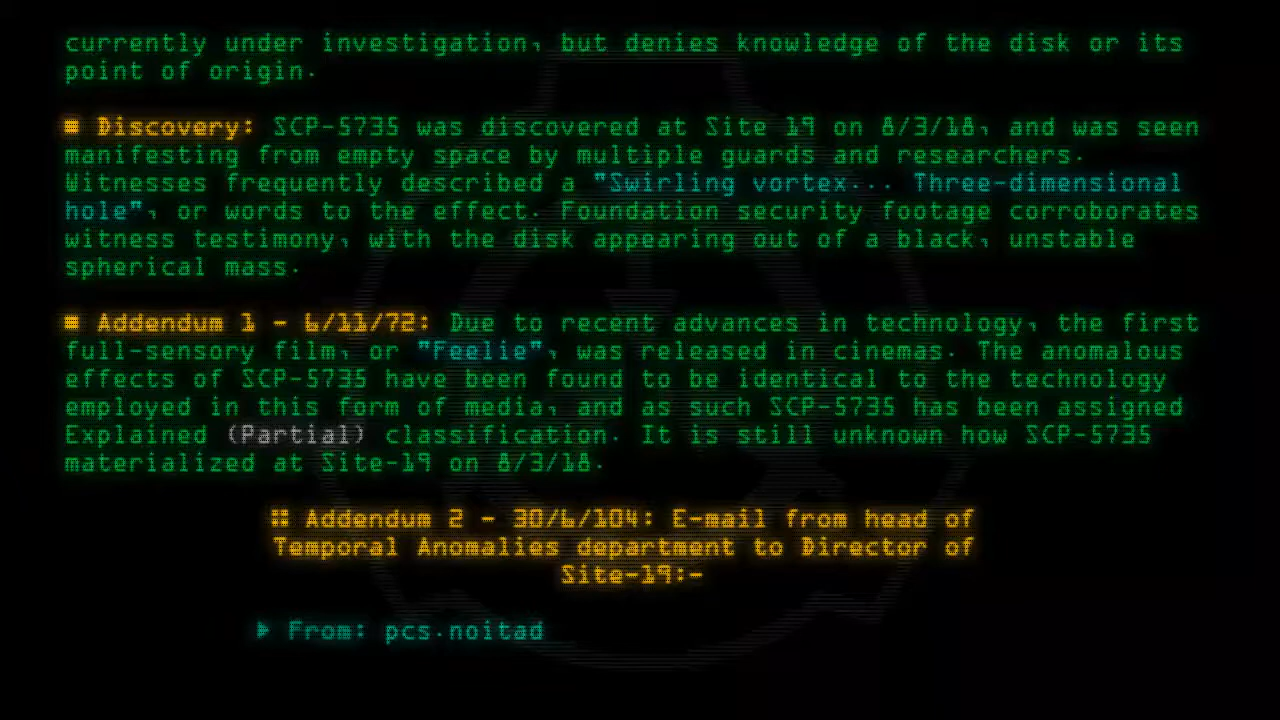 currently under investigation, but denies knowledge of the disk or its
point of origin.
■ Discovery: SCP-5735 was discovered at Site 19 on 8/3/18, and was seen
manifesting from empty space by multiple guards and researchers.
Witnesses frequently described a "Swirling vortex... Three-dimensional
hole", or words to the effect. Foundation security footage corroborates
witness testimony, with the disk appearing out of a black, unstable
spherical mass.
■ Addendum 1 - 6/11/72: Due to recent advances in technology, the first
full-sensory film, or "Feelie", was released in cinemas. The anomalous
effects of SCP-5735 have been found to be identical to the technology
employed in this form of media, and as such SCP-5735 has been assigned
Explained (Partial) classification. It is still unknown how SCP-5735
materialized at Site-19 on 8/3/18.
:: Addendum 2 - 30/6/104: E-mail from head of
Temporal Anomalies department to Director of
Site-19:-
► From: pcs.noitad